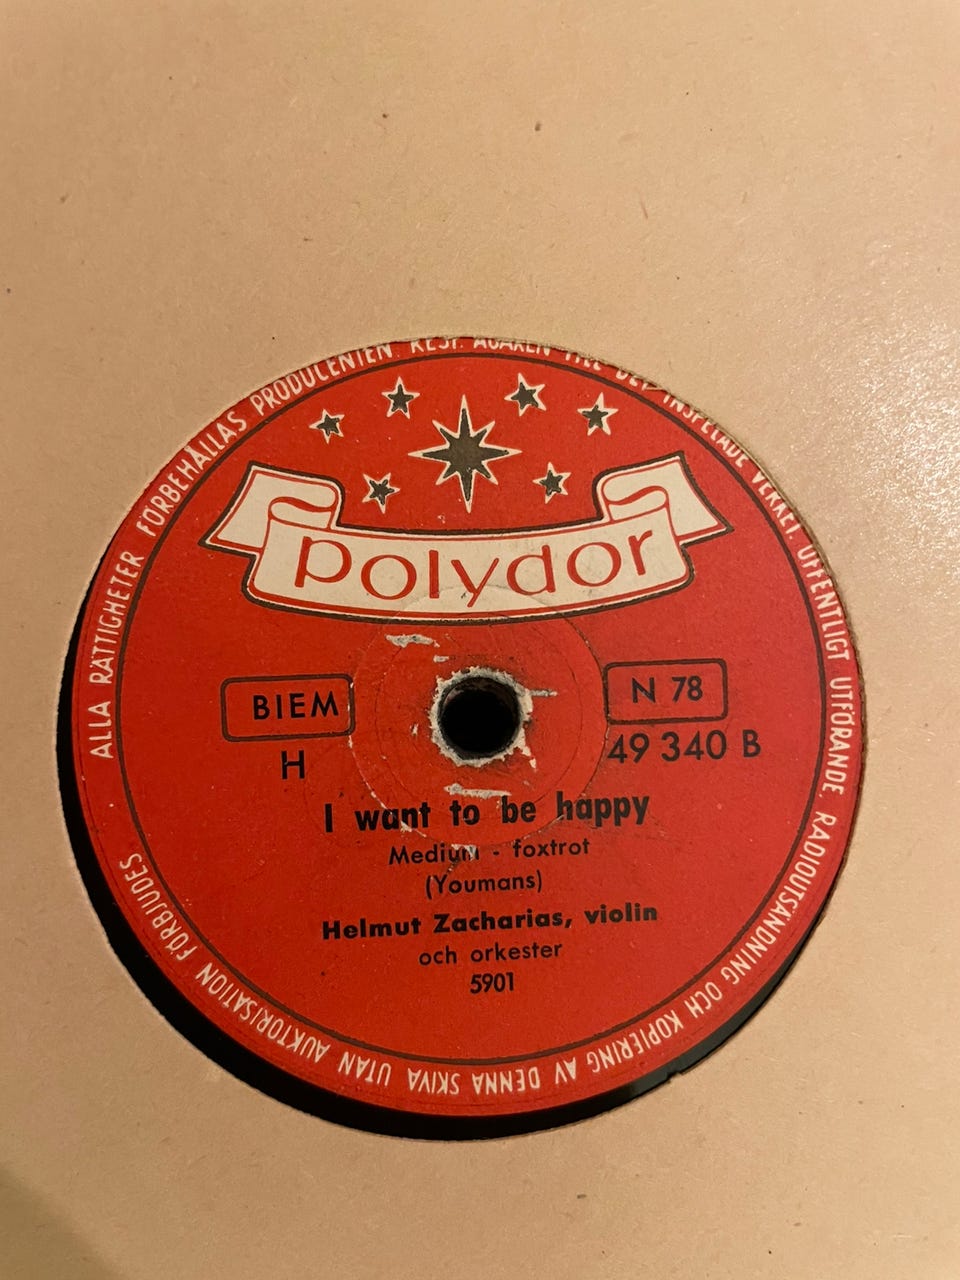 ALLA RÄTTIGHETER FÖRBEHÅLLAS PRODUCENTEN RESP. ÄGAREN TILL DET INSPELADE VERKET. OFFENTLIGT UTFÖRANDE RADIOUTSÄNDNING OCH KOPIERING AV DENNA SKIVA UTAN AUKTORISATION FÖRBJUDES
polydor
BIEM
N 78
H
49 340 B
I want to be happy
Medium - foxtrot
(Youmans)
Helmut Zacharias, violin
och orkester
5901